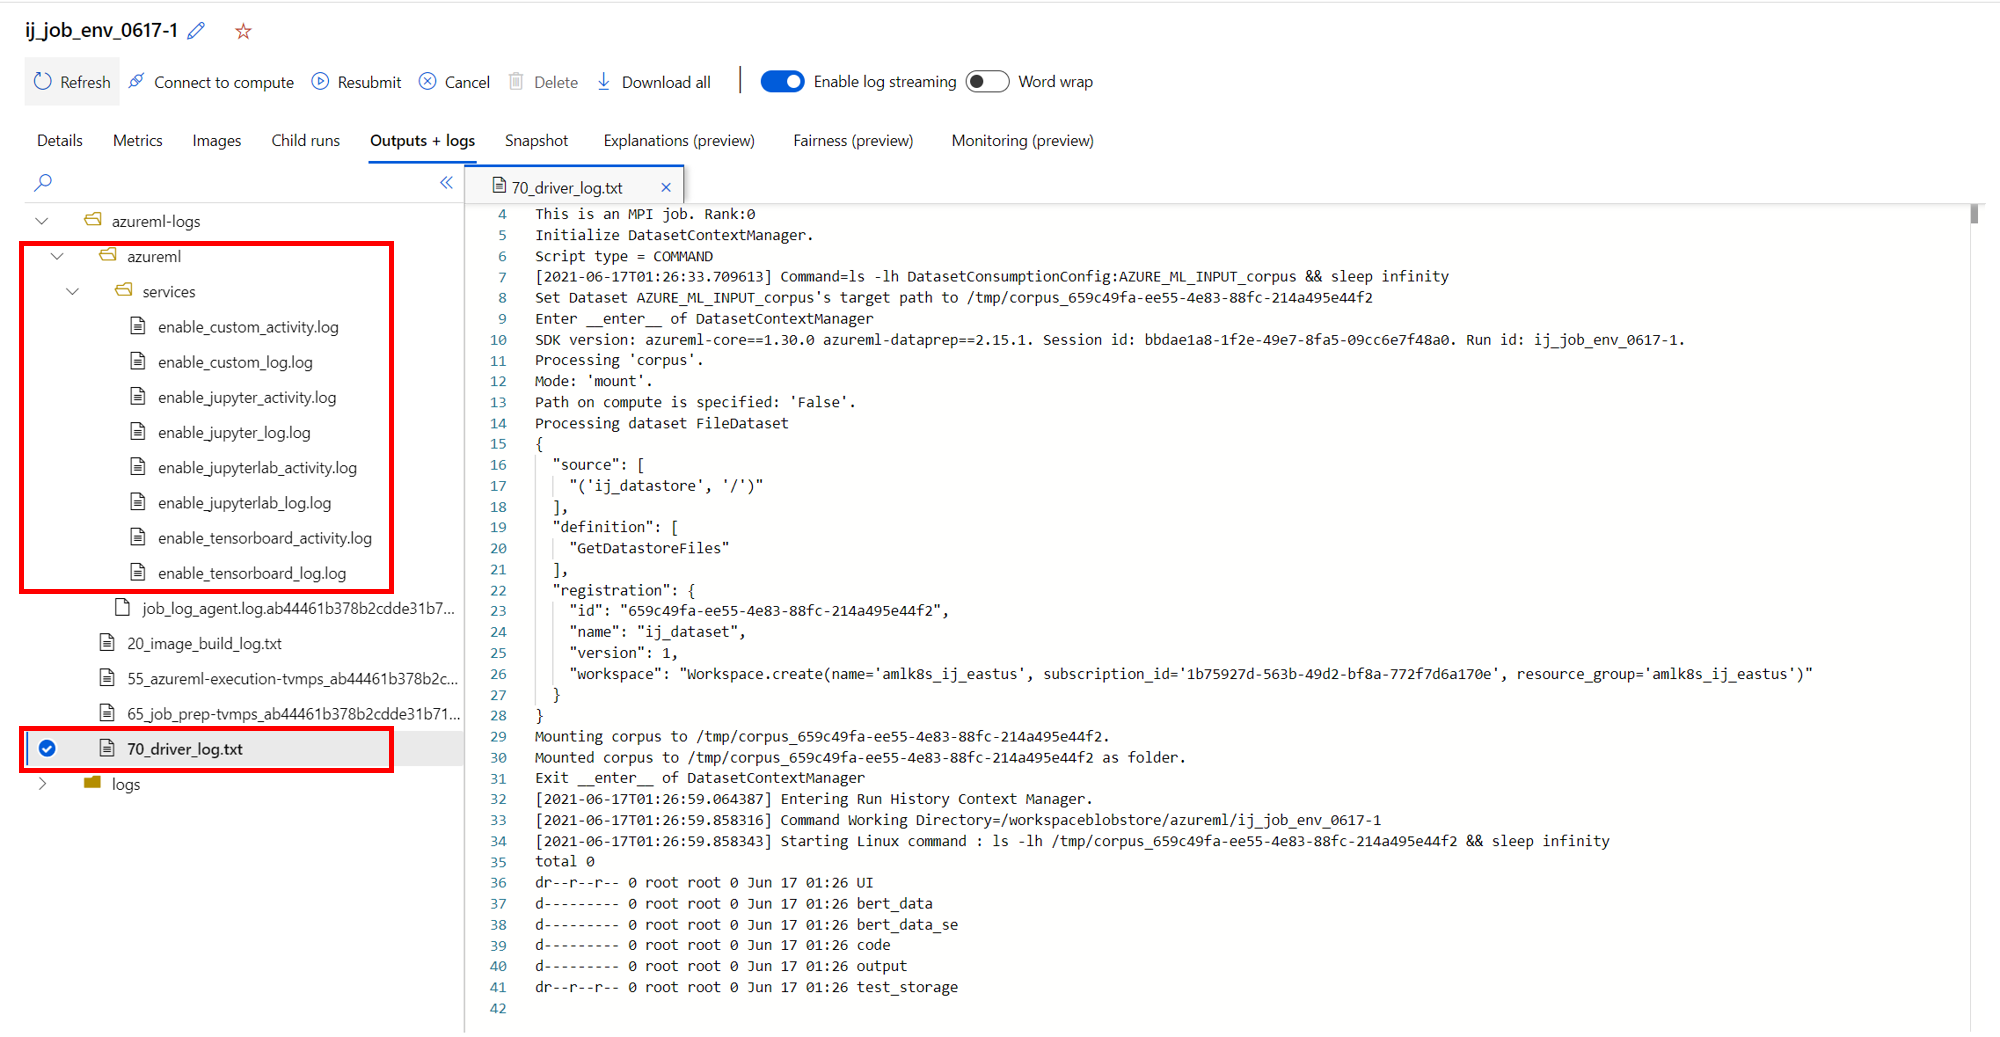 ij_job_env_0617-1
Refresh Connect to compute Resubmit Cancel Delete Download all Enable log streaming Word wrap
Details Metrics Images Child runs Outputs + logs Snapshot Explanations (preview) Fairness (preview) Monitoring (preview)
azureml-logs
azureml
services
enable_custom_activity.log
enable_custom_log.log
enable_jupyter_activity.log
enable_jupyter_log.log
enable_jupyterlab_activity.log
enable_jupyterlab_log.log
enable_tensorboard_activity.log
enable_tensorboard_log.log
job_log_agent.log.ab44461b378b2cdde31b7...
20_image_build_log.txt
55_azureml-execution-tvmps_ab44461b378b2c...
65_job_prep-tvmps_ab44461b378b2cdde31b71...
70_driver_log.txt
logs
70_driver_log.txt
4 This is an MPI job. Rank:0
5 Initialize DatasetContextManager.
6 Script type = COMMAND
7 [2021-06-17T01:26:33.709613] Command=ls -lh DatasetConsumptionConfig:AZURE_ML_INPUT_corpus && sleep infinity
8 Set Dataset AZURE_ML_INPUT_corpus's target path to /tmp/corpus_659c49fa-ee55-4e83-88fc-214a495e44f2
9 Enter __enter__ of DatasetContextManager
10 SDK version: azureml-core==1.30.0 azureml-dataprep==2.15.1. Session id: bbdae1a8-1f2e-49e7-8fa5-09cc6e7f48a0. Run id: ij_job_env_0617-1.
11 Processing 'corpus'.
12 Mode: 'mount'.
13 Path on compute is specified: 'False'.
14 Processing dataset FileDataset
15 {
16 "source": [
17 "('ij_datastore', '/')"
18 ],
19 "definition": [
20 "GetDatastoreFiles"
21 ],
22 "registration": {
23 "id": "659c49fa-ee55-4e83-88fc-214a495e44f2",
24 "name": "ij_dataset",
25 "version": 1,
26 "workspace": "Workspace.create(name='amlk8s_ij_eastus', subscription_id='1b75927d-563b-49d2-bf8a-772f7d6a170e', resource_group='amlk8s_ij_eastus')"
27 }
28 }
29 Mounting corpus to /tmp/corpus_659c49fa-ee55-4e83-88fc-214a495e44f2.
30 Mounted corpus to /tmp/corpus_659c49fa-ee55-4e83-88fc-214a495e44f2 as folder.
31 Exit __enter__ of DatasetContextManager
32 [2021-06-17T01:26:59.064387] Entering Run History Context Manager.
33 [2021-06-17T01:26:59.858316] Command Working Directory=/workspaceblobstore/azureml/ij_job_env_0617-1
34 [2021-06-17T01:26:59.858343] Starting Linux command : ls -lh /tmp/corpus_659c49fa-ee55-4e83-88fc-214a495e44f2 && sleep infinity
35 total 0
36 dr--r--r-- 0 root root 0 Jun 17 01:26 UI
37 d--------- 0 root root 0 Jun 17 01:26 bert_data
38 d--------- 0 root root 0 Jun 17 01:26 bert_data_se
39 d--------- 0 root root 0 Jun 17 01:26 code
40 d--------- 0 root root 0 Jun 17 01:26 output
41 dr--r--r-- 0 root root 0 Jun 17 01:26 test_storage
42